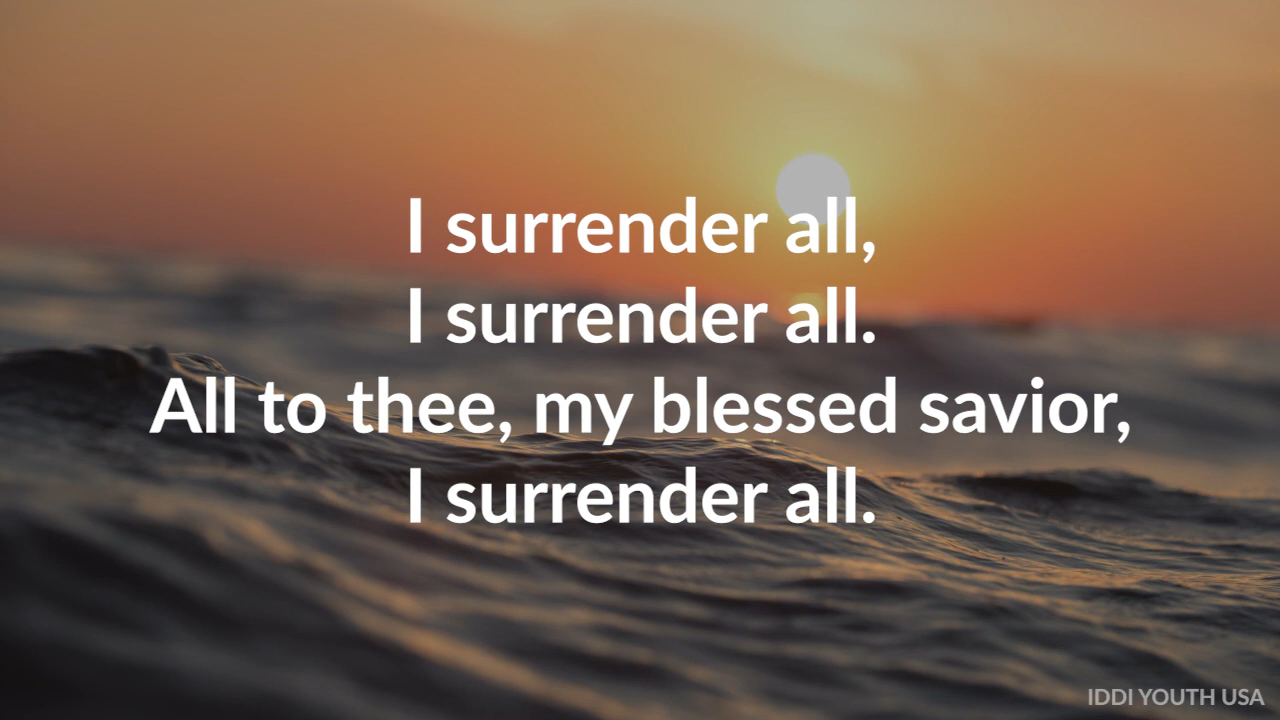 I surrender all,
I surrender all.
All to thee, my blessed savior,
I surrender all.
IDDI YOUTH USA